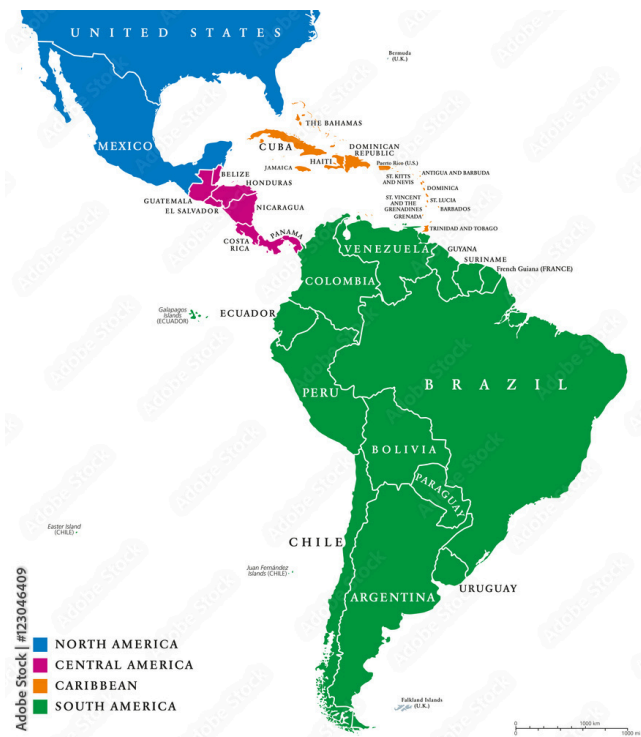 UNITED STATES
Bermuda
(U.K.)
THE BAHAMAS
MEXICO
CUBA
DOMINICAN
REPUBLIC
HAITI
Puerto Rico (U.S.)
JAMAICA
BELIZE
HONDURAS
ST. KITTS
AND NEVIS
ANTIGUA AND BARBUDA
DOMINICA
GUATEMALA
EL SALVADOR
NICARAGUA
ST. VINCENT
AND THE
GRENADINES
GRENADA
ST. LUCIA
BARBADOS
TRINIDAD AND TOBAGO
COSTA
RICA
PANAMA
VENEZUELA
GUYANA
SURINAME
French Guiana (FRANCE)
COLOMBIA
Galapagos
Islands
(ECUADOR)
ECUADOR
PERU
BRAZIL
BOLIVIA
PARAGUAY
Easter Island
(CHILE)
CHILE
Juan Fernández
Islands (CHILE)
ARGENTINA
URUGUAY
NORTH AMERICA
CENTRAL AMERICA
CARIBBEAN
SOUTH AMERICA
Falkland Islands
(U.K.)
0
1000 km
0
1000 mi
Adobe Stock | #123046409
Adobe Stock